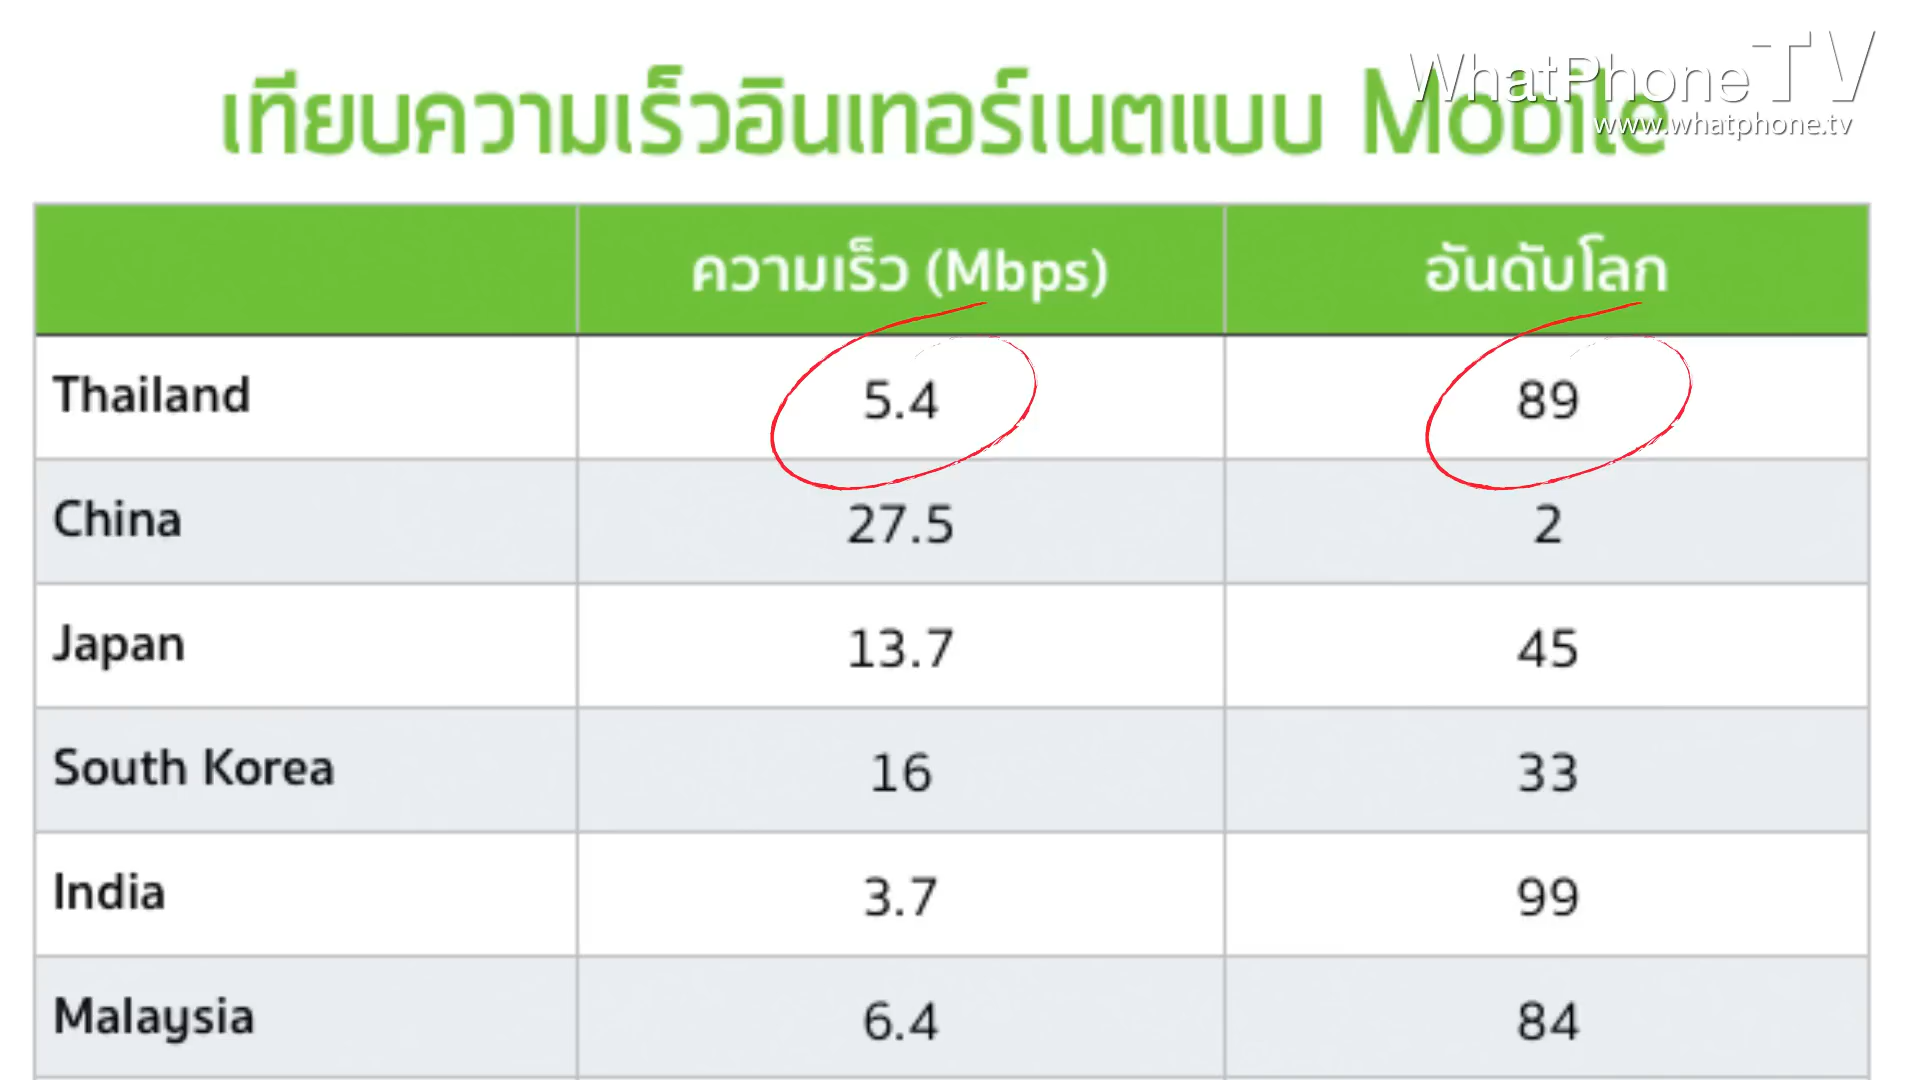 WhatPhone TV
www.whatphone.tv
เทียบความเร็วอินเทอร์เนตแบบ Mobile
ความเร็ว (Mbps) อันดับโลก
Thailand 5.4 89
China 27.5 2
Japan 13.7 45
South Korea 16 33
India 3.7 99
Malaysia 6.4 84